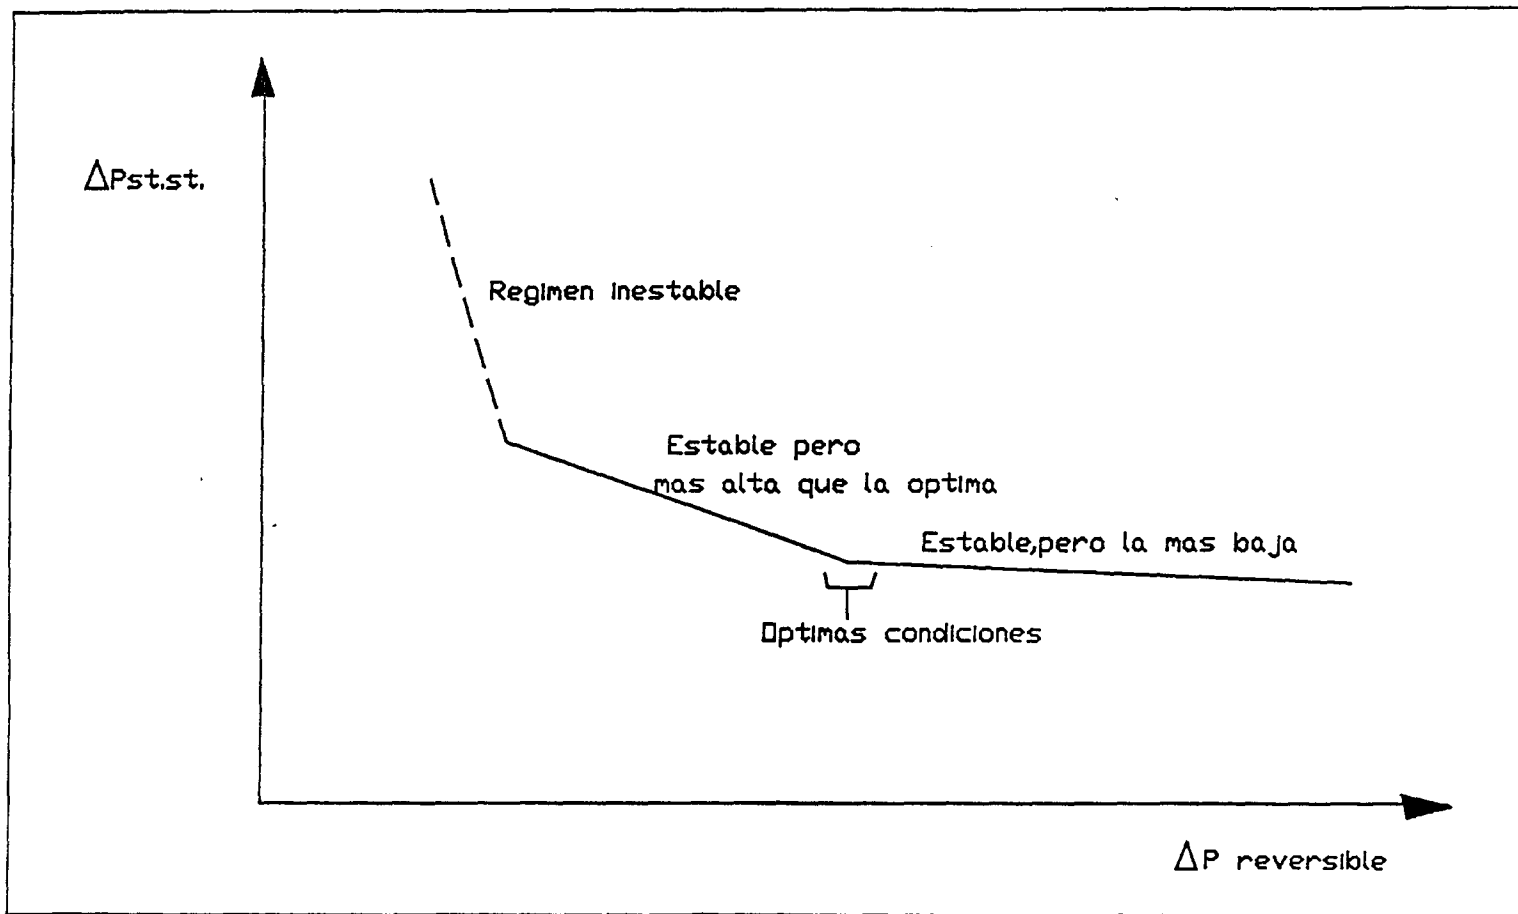 ΔPst.st.
Regimen inestable
Estable pero
mas alta que la optima
Estable,pero la mas baja
Optimas condiciones
ΔP reversible